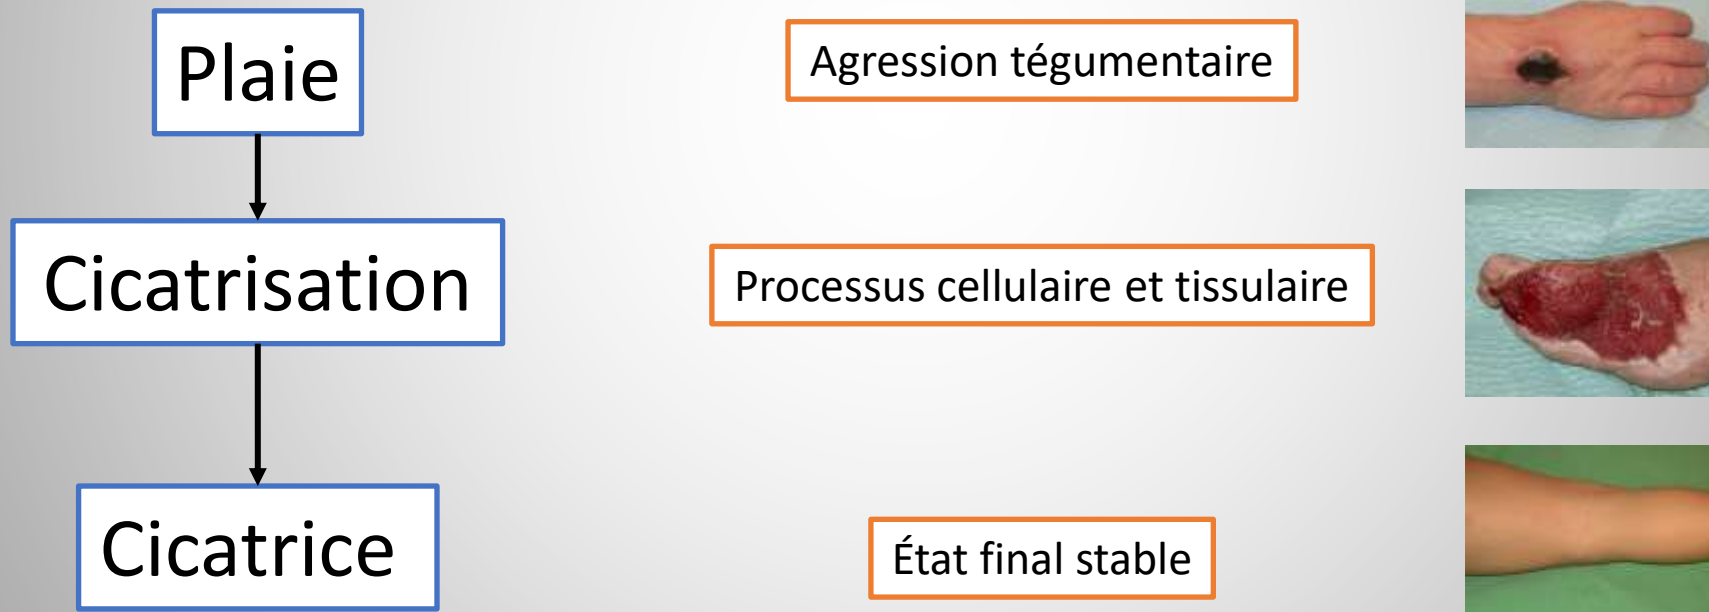 Plaie
Agression tégumentaire
Cicatrisation
Processus cellulaire et tissulaire
Cicatrice
État final stable